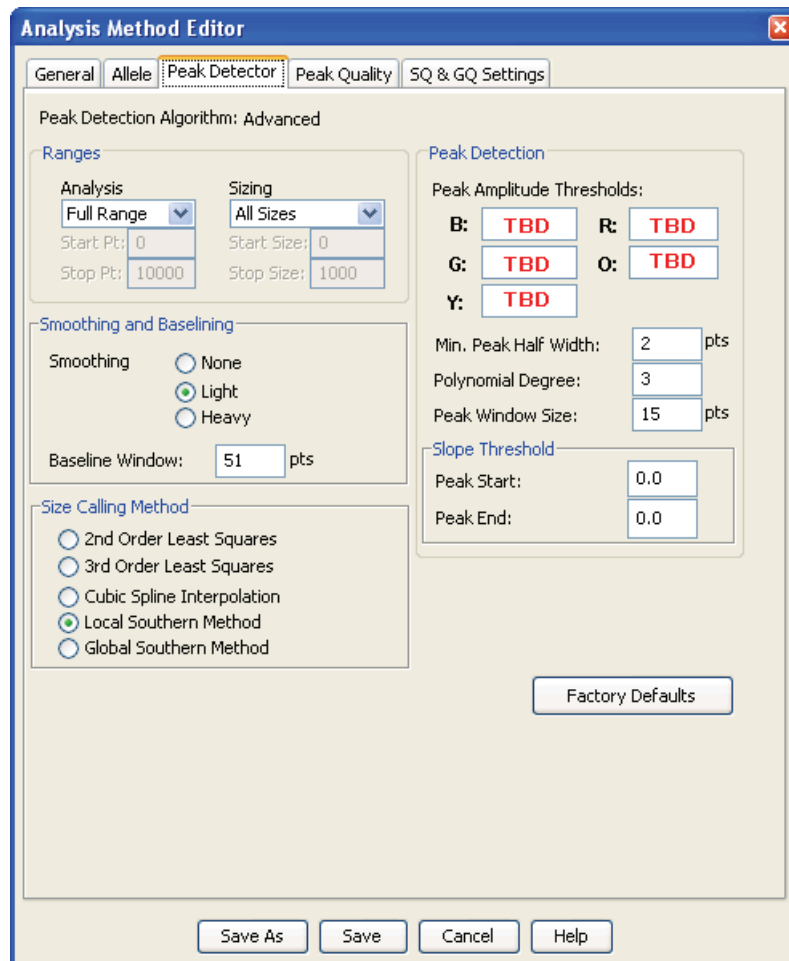 Analysis Method Editor
General Allele Peak Detector Peak Quality SQ & GQ Settings
Peak Detection Algorithm: Advanced
Ranges
Analysis Sizing
Full Range All Sizes
Start Pt: 0 Start Size: 0
Stop Pt: 10000 Stop Size: 1000
Smoothing and Baselining
Smoothing
None
Light
Heavy
Baseline Window: 51 pts
Size Calling Method
2nd Order Least Squares
3rd Order Least Squares
Cubic Spline Interpolation
Local Southern Method
Global Southern Method
Peak Detection
Peak Amplitude Thresholds:
B: TBD R: TBD
G: TBD O: TBD
Y: TBD
Min. Peak Half Width: 2 pts
Polynomial Degree: 3
Peak Window Size: 15 pts
Slope Threshold
Peak Start: 0.0
Peak End: 0.0
Factory Defaults
Save As Save Cancel Help